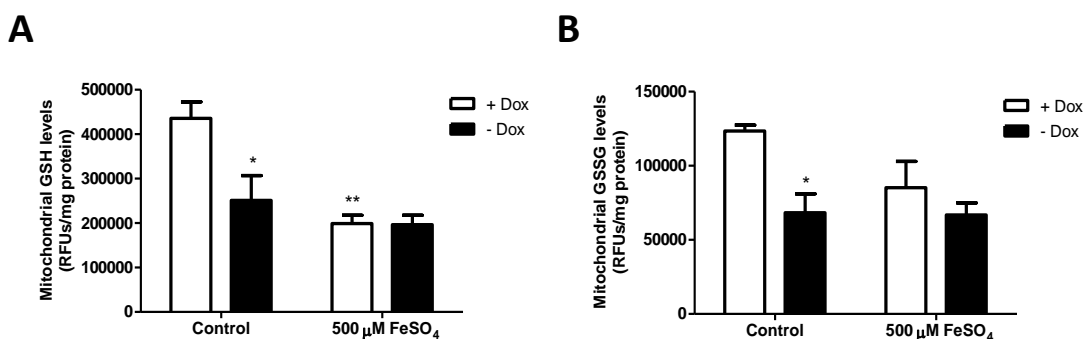 A
Mitochondrial GSH levels
(RFUs/mg protein)
500000
400000
300000
200000
100000
0
*
**
Control
500 μM FeSO₄
+ Dox
- Dox
B
Mitochondrial GSSG levels
(RFUs/mg protein)
150000
100000
50000
0
*
Control
500 μM FeSO₄
+ Dox
- Dox